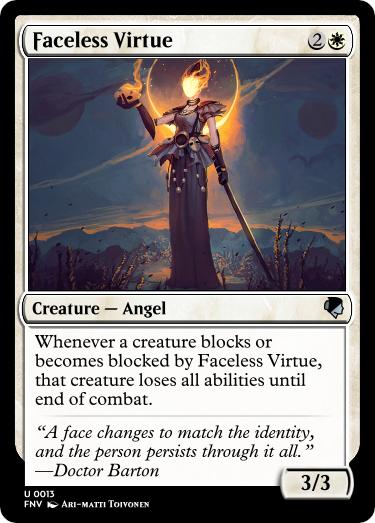 Faceless Virtue 2
Creature — Angel
Whenever a creature blocks or
becomes blocked by Faceless Virtue,
that creature loses all abilities until
end of combat.
“A face changes to match the identity,
and the person persists through it all.”
—Doctor Barton
3/3
U 0013
FNV Ari-Matti Toivonen